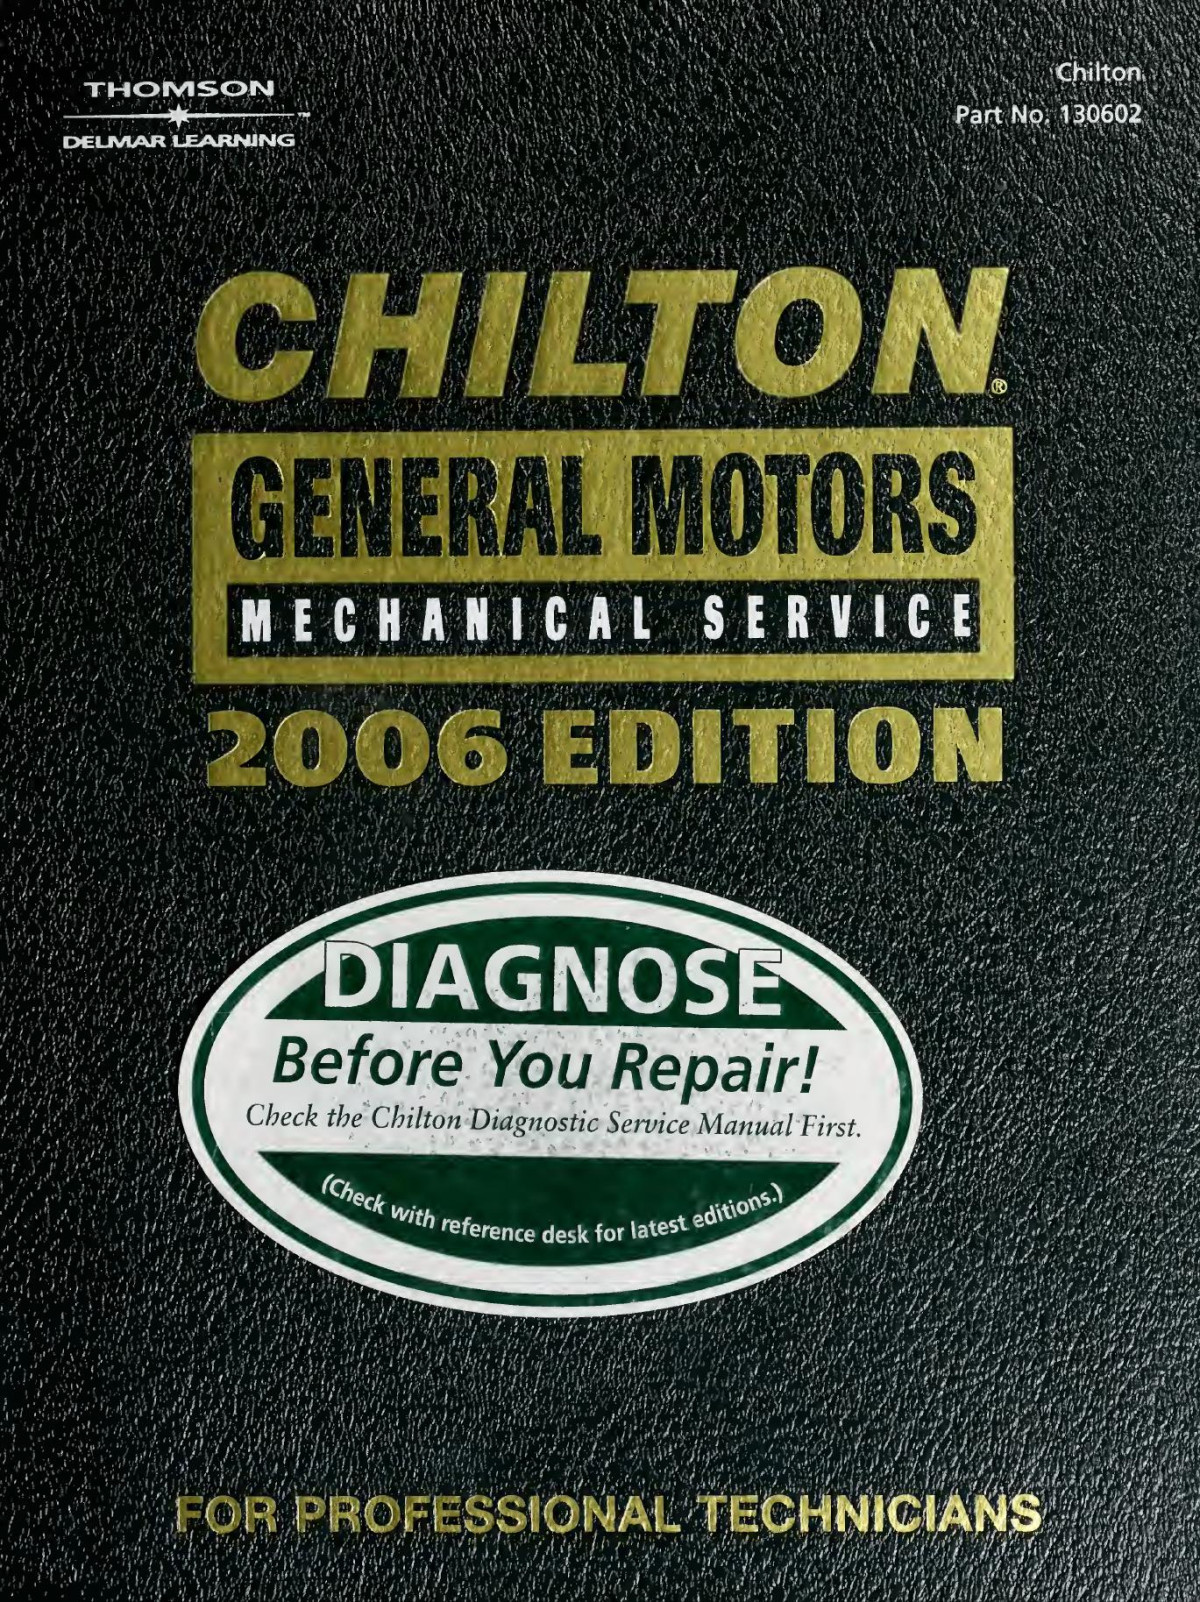 THOMSON
™
DELMAR LEARNING
Chilton
Part No. 130602
CHILTON®
GENERAL MOTORS
MECHANICAL SERVICE
2006 EDITION
DIAGNOSE
Before You Repair!
Check the Chilton Diagnostic Service Manual First.
(Check with reference desk for latest editions.)
FOR PROFESSIONAL TECHNICIANS